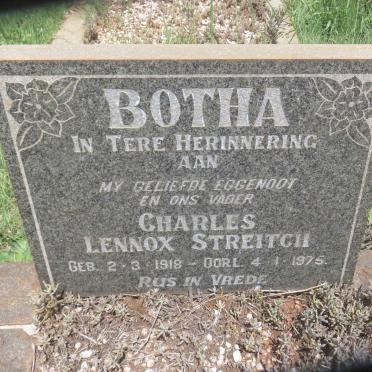 BOTHA
IN TERE HERINNERING
AAN
MY GELIEFDE EGGENOOT
EN ONS VADER
CHARLES
LENNOX STREITCH
GEB. 2-3-1918 - OORL. 4-1-1975.
RUS IN VREDE